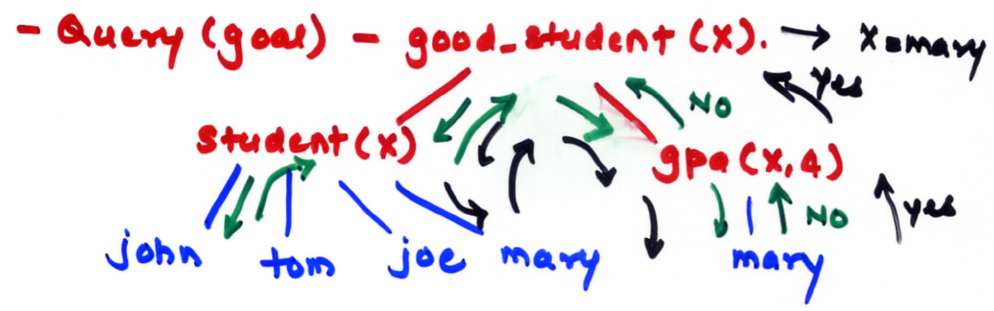 - Query (goal) - good_student (x). → x=mary
Yes
NO
student (x)
gpa (x, 4)
NO
yes
john tom joe mary mary